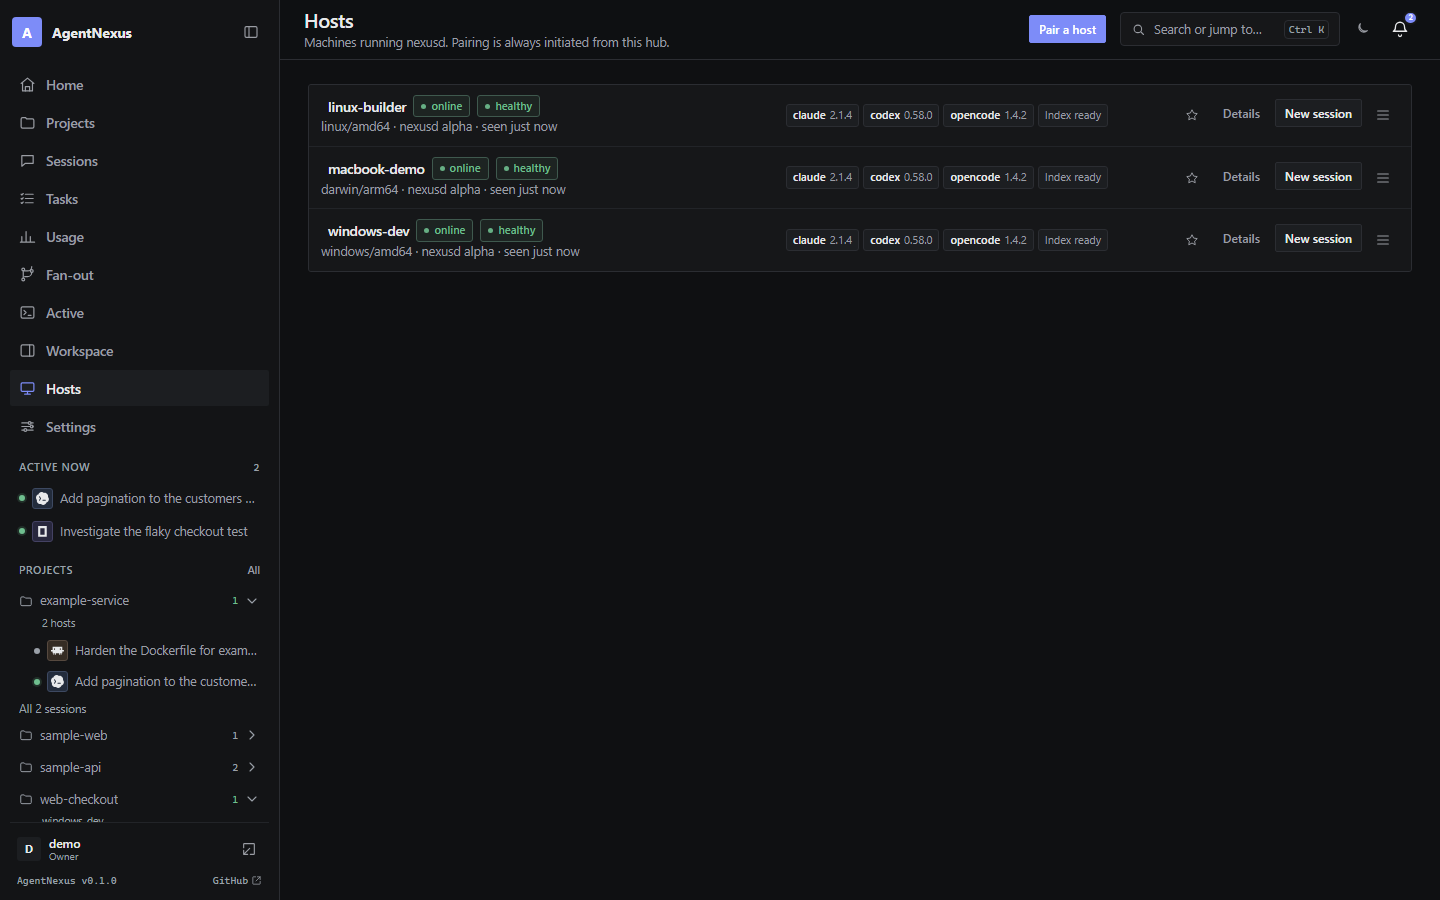 A AgentNexus
Home
Projects
Sessions
Tasks
Usage
Fan-out
Active
Workspace
Hosts
Settings
ACTIVE NOW 2
Add pagination to the customers ...
Investigate the flaky checkout test
PROJECTS All
example-service 1
2 hosts
Harden the Dockerfile for exam...
Add pagination to the custome...
All 2 sessions
sample-web 1
sample-api 2
web-checkout 1
windows-dev
D demo
Owner
AgentNexus v0.1.0 GitHub
Hosts
Machines running nexusd. Pairing is always initiated from this hub.
Pair a host Search or jump to... Ctrl K 2
linux-builder online healthy
linux/amd64 · nexusd alpha · seen just now
claude 2.1.4 codex 0.58.0 opencode 1.4.2 Index ready Details New session
macbook-demo online healthy
darwin/arm64 · nexusd alpha · seen just now
claude 2.1.4 codex 0.58.0 opencode 1.4.2 Index ready Details New session
windows-dev online healthy
windows/amd64 · nexusd alpha · seen just now
claude 2.1.4 codex 0.58.0 opencode 1.4.2 Index ready Details New session